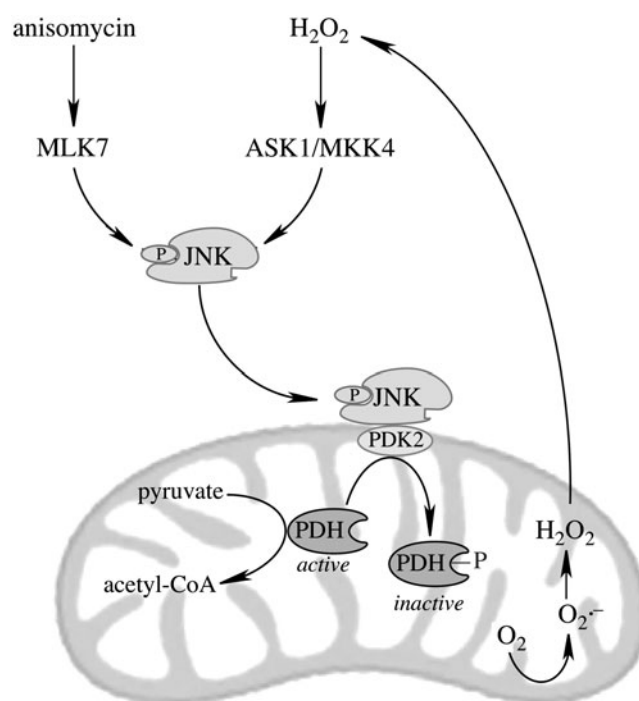 anisomycin
H₂O₂
MLK7
ASK1/MKK4
P
JNK
P
JNK
PDK2
pyruvate
PDH
active
acetyl-CoA
PDH
P
inactive
H₂O₂
O₂·⁻
O₂